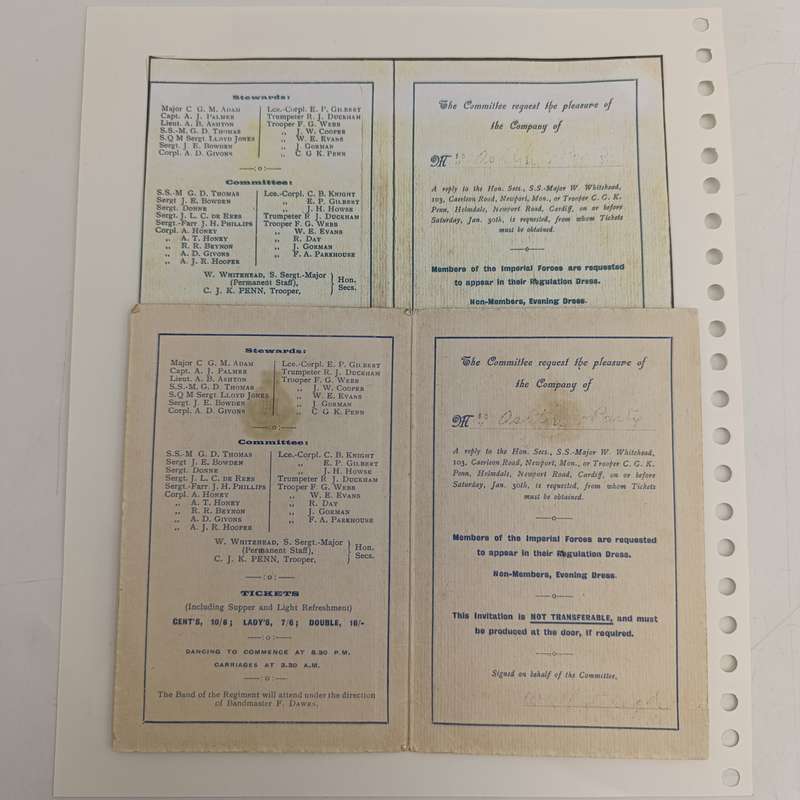 Stewards:
Major C. G. M. ADAM
Capt. A. J. PALMER
Lieut. A. B. ASHTON
S.S.-M. G. D. THOMAS
S.Q M Sergt LLOYD JONES
Sergt. J. E. BOWDEN
Corpl. A. D. GIVONS
Lce.-Corpl. E. P. GILBERT
Trumpeter R. J. DUCKHAM
Trooper F. G. WEBB
„ J. W. COOPER
„ W. E. EVANS
„ J. GORMAN
„ C G K. PENN
Committee:
S.S.-M G. D. THOMAS
Sergt J. E. BOWDEN
Sergt. DONNE
Sergt. J. L. C. DE REES
Sergt.-Farr J. H. PHILLIPS
Corpl. A. HONEY
„ A. T. HONEY
„ R. R. BEYNON
„ A. D. GIVONS
„ A. J. R. HOOPER
Lce.-Corpl. C. B. KNIGHT
„ E. P. GILBERT
„ J. H. HOWSE
Trumpeter R. J. DUCKHAM
Trooper F. G. WEBB
„ W. E. EVANS
„ R. DAY
„ J. GORMAN
„ F. A. PARKHOUSE
W. WHITEHEAD, S. Sergt.-Major
(Permanent Staff),
C. J. K. PENN, Trooper,
Hon.
Secs.
The Committee request the pleasure of
the Company of
M
A reply to the Hon. Secs., S.S.-Major W. Whitehead,
103, Caerleon Road, Newport, Mon., or Trooper C. G. K.
Penn, Helmdale, Newport Road, Cardiff, on or before
Saturday, Jan. 30th, is requested, from whom Tickets
must be obtained.
Members of the Imperial Forces are requested
to appear in their Regulation Dress.
Non-Members, Evening Dress.
Stewards:
Major C G. M. ADAM
Capt. A. J. PALMER
Lieut. A. B. ASHTON
S.S.-M. G. D. THOMAS
S.Q M Sergt LLOYD JONES
Sergt. J. E. BOWDEN
Corpl. A. D. GIVONS
Lce.-Corpl. E. P. GILBERT
Trumpeter R. J. DUCKHAM
Trooper F. G. WEBB
„ J. W. COOPER
„ W. E. EVANS
„ J. GORMAN
„ C G K. PENN
Committee:
S.S.-M G. D. THOMAS
Sergt J. E. BOWDEN
Sergt. DONNE
Sergt. J. L. C. DE REES
Sergt.-Farr. J. H. PHILLIPS
Corpl. A. HONEY
„ A. T. HONEY
„ R. R. BEYNON
„ A. D. GIVONS
„ A. J. R. HOOPER
Lce.-Corpl. C. B. KNIGHT
„ E. P. GILBERT
„ J. H. HOWSE
Trumpeter R. J. DUCKHAM
Trooper F. G. WEBB
„ W. E. EVANS
„ R. DAY
„ J. GORMAN
„ F. A. PARKHOUSE
W. WHITEHEAD, S. Sergt.-Major
(Permanent Staff),
C. J. K. PENN, Trooper,
Hon.
Secs.
TICKETS
(Including Supper and Light Refreshment)
GENT'S, 10/6; LADY'S, 7/6; DOUBLE, 16/-
DANCING TO COMMENCE AT 8.30 P.M.
CARRIAGES AT 3.30 A.M.
The Band of the Regiment will attend under the direction
of Bandmaster F. DAWES.
The Committee request the pleasure of
the Company of
M Party
A reply to the Hon. Secs., S.S.-Major W. Whitehead,
103, Caerleon Road, Newport, Mon., or Trooper C. G. K.
Penn, Helmdale, Newport Road, Cardiff, on or before
Saturday, Jan. 30th, is requested, from whom Tickets
must be obtained.
Members of the Imperial Forces are requested
to appear in their Regulation Dress.
Non-Members, Evening Dress.
This Invitation is NOT TRANSFERABLE, and must
be produced at the door, if required.
Signed on behalf of the Committee,